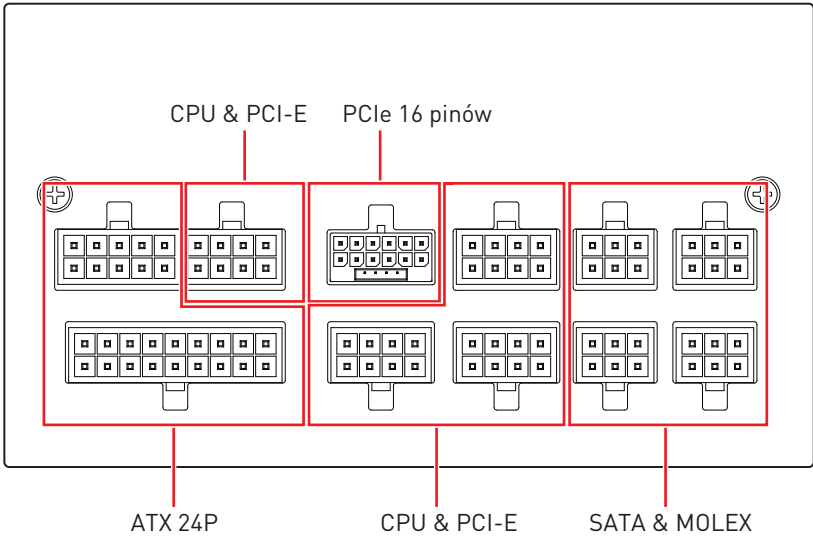 CPU & PCI-E PCIe 16 pinów
ATX 24P CPU & PCI-E SATA & MOLEX